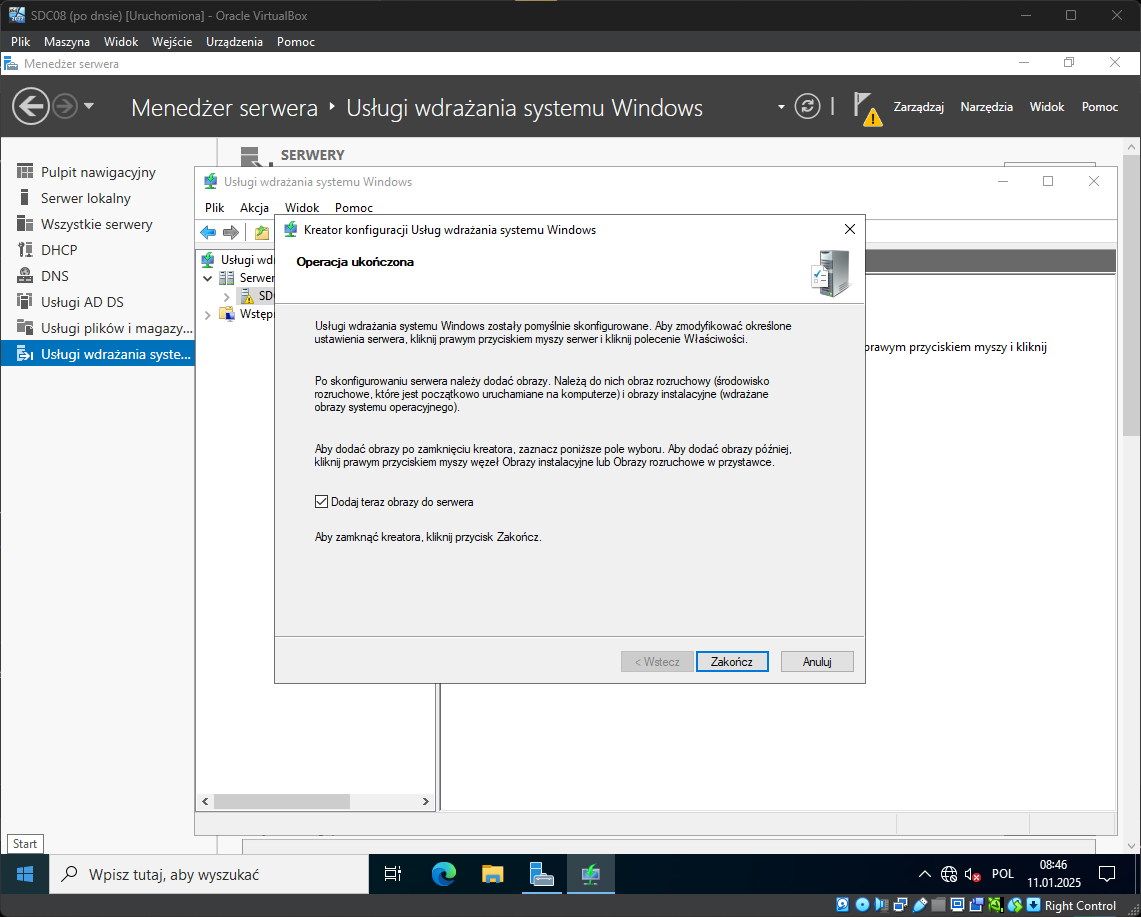 SDC08 (po dnsie) [Uruchomiona] - Oracle VirtualBox
Plik Maszyna Widok Wejście Urządzenia Pomoc
Menedżer serwera
Menedżer serwera ‣ Usługi wdrażania systemu Windows
Zarządzaj Narzędzia Widok Pomoc
Pulpit nawigacyjny
Serwer lokalny
Wszystkie serwery
DHCP
DNS
Usługi AD DS
Usługi plików i magazy...
Usługi wdrażania syste...
SERWERY
Usługi wdrażania systemu Windows
Plik Akcja Widok Pomoc
Usługi wd
Serwer
SD
Wstęp
prawym przyciskiem myszy i kliknij
Kreator konfiguracji Usług wdrażania systemu Windows
Operacja ukończona
Usługi wdrażania systemu Windows zostały pomyślnie skonfigurowane. Aby zmodyfikować określone
ustawienia serwera, kliknij prawym przyciskiem myszy serwer i kliknij polecenie Właściwości.
Po skonfigurowaniu serwera należy dodać obrazy. Należą do nich obraz rozruchowy (środowisko
rozruchowe, które jest początkowo uruchamiane na komputerze) i obrazy instalacyjne (wdrażane
obrazy systemu operacyjnego).
Aby dodać obrazy po zamknięciu kreatora, zaznacz poniższe pole wyboru. Aby dodać obrazy później,
kliknij prawym przyciskiem myszy węzeł Obrazy instalacyjne lub Obrazy rozruchowe w przystawce.
Dodaj teraz obrazy do serwera
Aby zamknąć kreatora, kliknij przycisk Zakończ.
< Wstecz Zakończ Anuluj
Start
Wpisz tutaj, aby wyszukać
POL
08:46
11.01.2025
Right Control